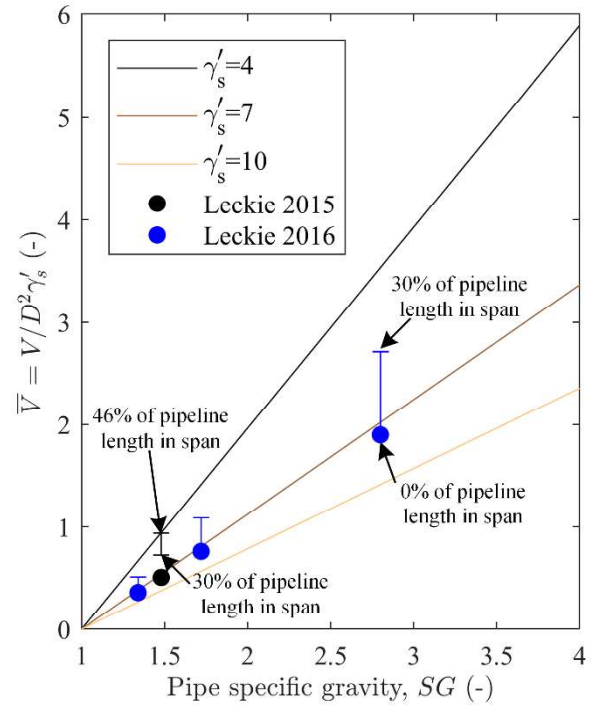 6
5
4
3
2
1
0
1
1.5
2
2.5
3
3.5
4
V̅ = V/D²γ′ₛ (-)
Pipe specific gravity, SG (-)
γ′ₛ=4
γ′ₛ=7
γ′ₛ=10
Leckie 2015
Leckie 2016
30% of pipeline
length in span
46% of pipeline
length in span
0% of pipeline
length in span
30% of pipeline
length in span